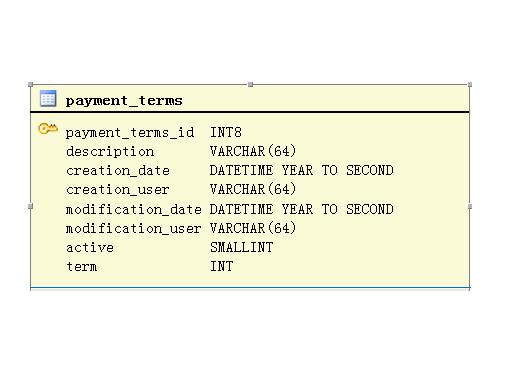 payment_terms
payment_terms_id INT8
description VARCHAR(64)
creation_date DATETIME YEAR TO SECOND
creation_user VARCHAR(64)
modification_date DATETIME YEAR TO SECOND
modification_user VARCHAR(64)
active SMALLINT
term INT